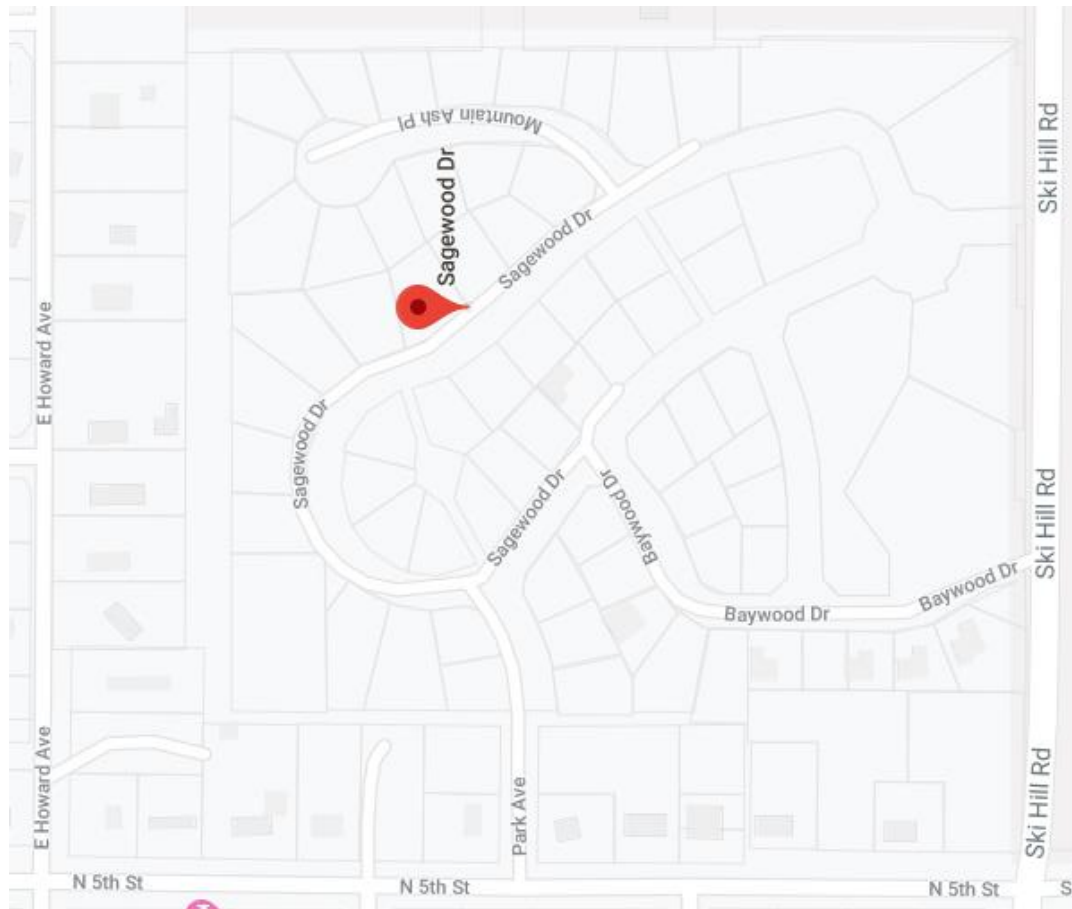 Mountain Ash Pl
Ski Hill Rd
Sagewood Dr
Sagewood Dr
E Howard Ave
Sagewood Dr
Sagewood Dr
Baywood Dr
Ski Hill Rd
Baywood Dr
Baywood Dr
E Howard Ave
Park Ave
Ski Hill Rd
N 5th St
N 5th St
N 5th St
S